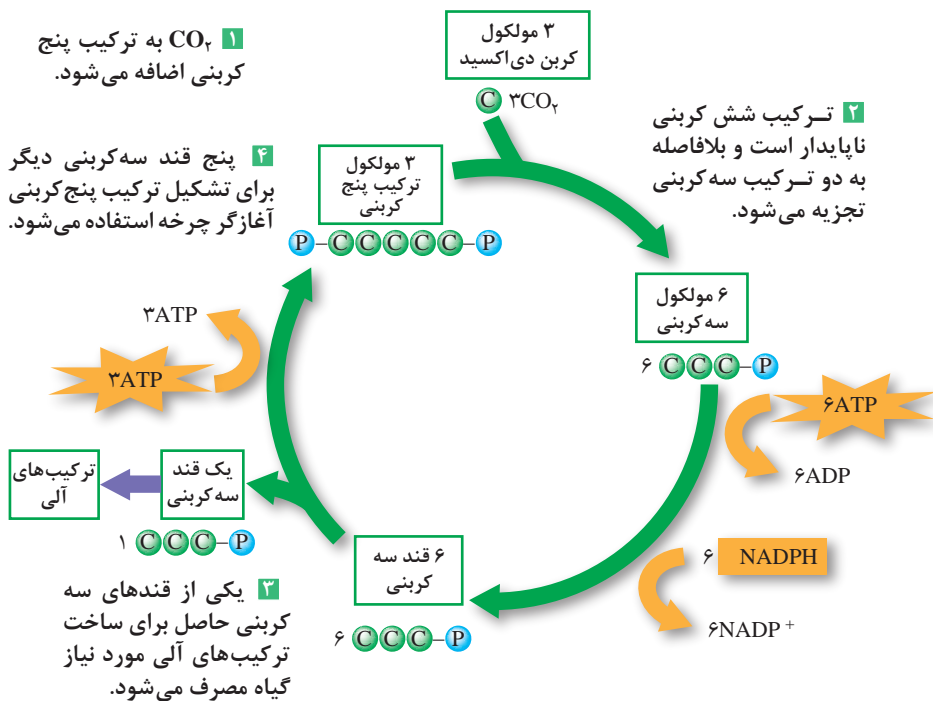 ۱ CO۲ به ترکیب پنج
کربنی اضافه می‌شود.
۳ مولکول
کربن دی‌اکسید
C ۳CO۲
۲ تـرکیب شش کربنی
ناپایدار است و بلافاصله
به دو تـرکیب سه‌کربنی
تجزیه می‌شود.
۴ پنج قند سه‌کربنی دیگر
برای تشکیل ترکیب پنج‌کربنی
آغازگر چرخه استفاده می‌شود.
۳ مولکول
ترکیب پنج
کربنی
P–C C C C C–P
۶ مولکول
سه‌کربنی
۶ C C C–P
۳ATP
۳ATP
۶ATP
۶ADP
ترکیب‌های
آلی
یک قند
سه‌کربنی
۱ C C C–P
۶ قند سه
کربنی
۶ C C C–P
۶ NADPH
۶NADP+
۳ یکی از قندهای سه
کربنی حاصل برای ساخت
ترکیب‌های آلی مورد نیاز
گیاه مصرف می‌شود.